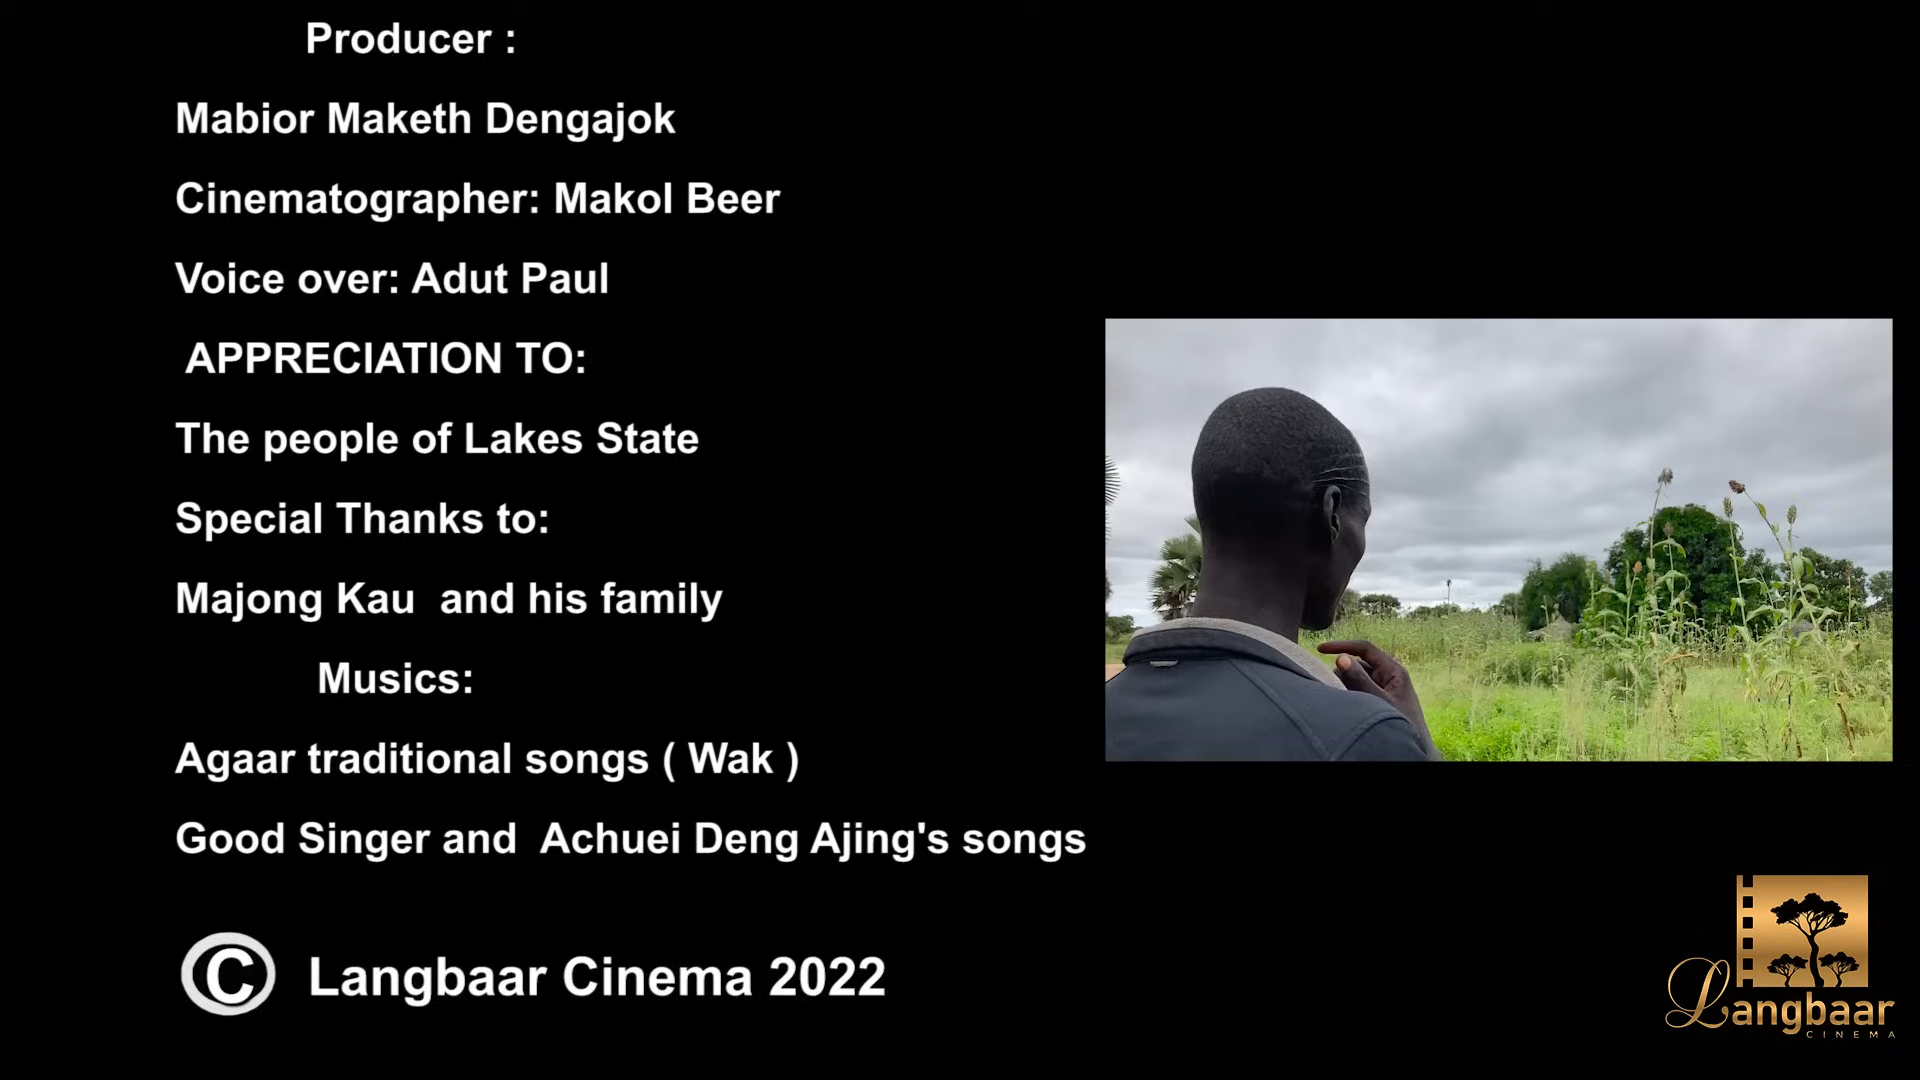 Producer :
Mabior Maketh Dengajok
Cinematographer: Makol Beer
Voice over: Adut Paul
APPRECIATION TO:
The people of Lakes State
Special Thanks to:
Majong Kau  and his family
Musics:
Agaar traditional songs ( Wak )
Good Singer and  Achuei Deng Ajing's songs
© Langbaar Cinema 2022
Langbaar
CINEMA